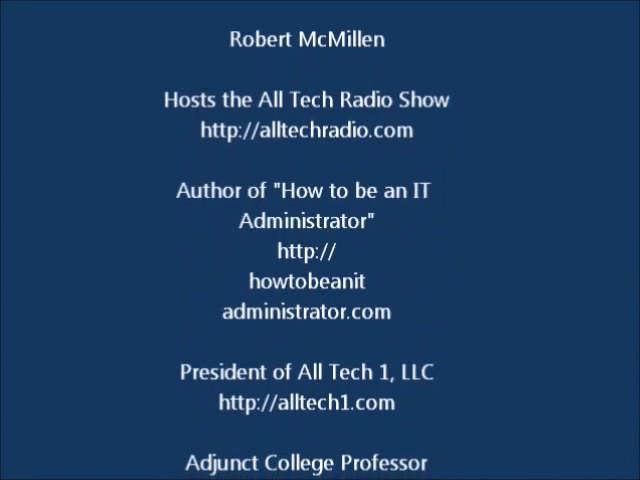 Robert McMillen
Hosts the All Tech Radio Show
http://alltechradio.com
Author of "How to be an IT
Administrator"
http://
howtobeanit
administrator.com
President of All Tech 1, LLC
http://alltech1.com
Adjunct College Professor